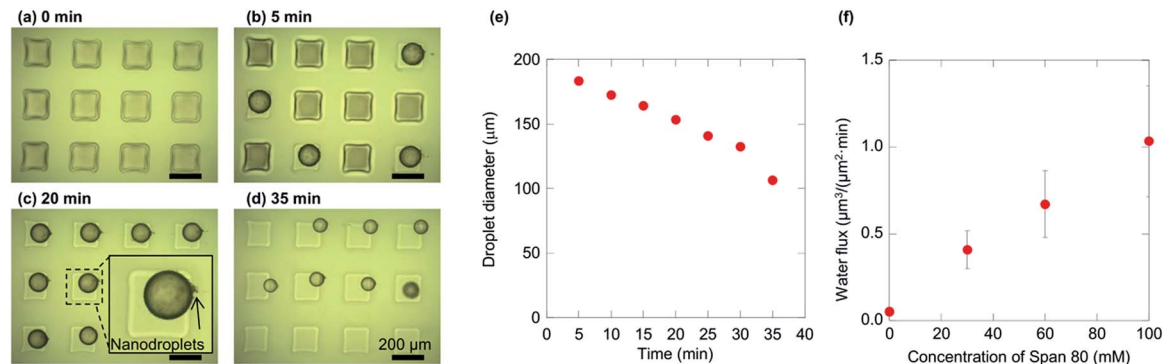 (a) 0 min
(b) 5 min
(c) 20 min
Nanodroplets
(d) 35 min
200 μm
(e)
Droplet diameter (μm)
200
150
100
50
0
0 5 10 15 20 25 30 35 40
Time (min)
(f)
Water flux (μm³/(μm²·min)
1.5
1.0
0.5
0.0
0 20 40 60 80 100
Concentration of Span 80 (mM)